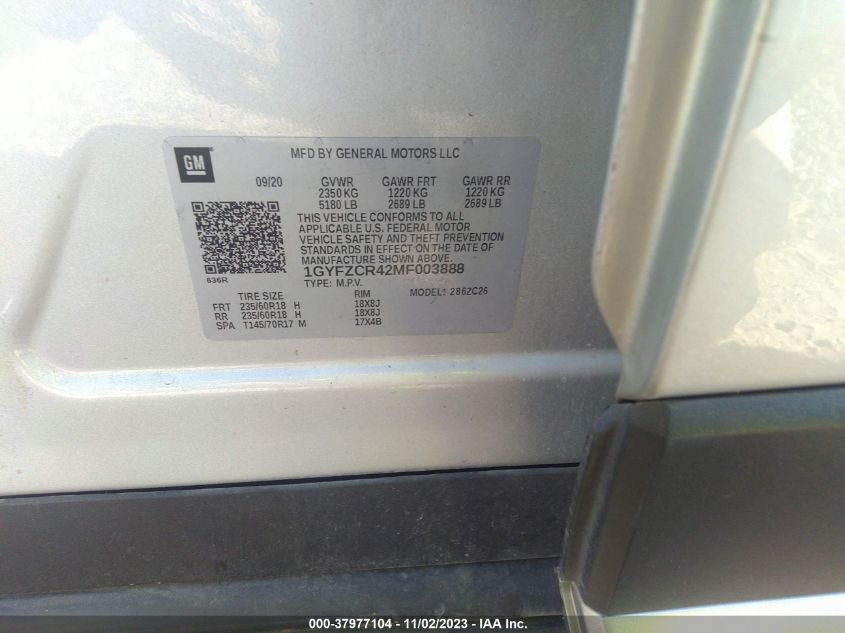 GM
MFD BY GENERAL MOTORS LLC
09/20 GVWR GAWR FRT GAWR RR
2350 KG 1220 KG 1220 KG
5180 LB 2689 LB 2689 LB
THIS VEHICLE CONFORMS TO ALL
APPLICABLE U.S. FEDERAL MOTOR
VEHICLE SAFETY AND THEFT PREVENTION
STANDARDS IN EFFECT ON THE DATE OF
MANUFACTURE SHOWN ABOVE.
636R
1GYFZCR42MF003888
TYPE: M.P.V. MODEL: 286ZC26
TIRE SIZE RIM
FRT 235/60R18 H 18X8J
RR 235/60R18 H 18X8J
SPA T145/70R17 M 17X4B
000-37977104 - 11/02/2023 - IAA Inc.